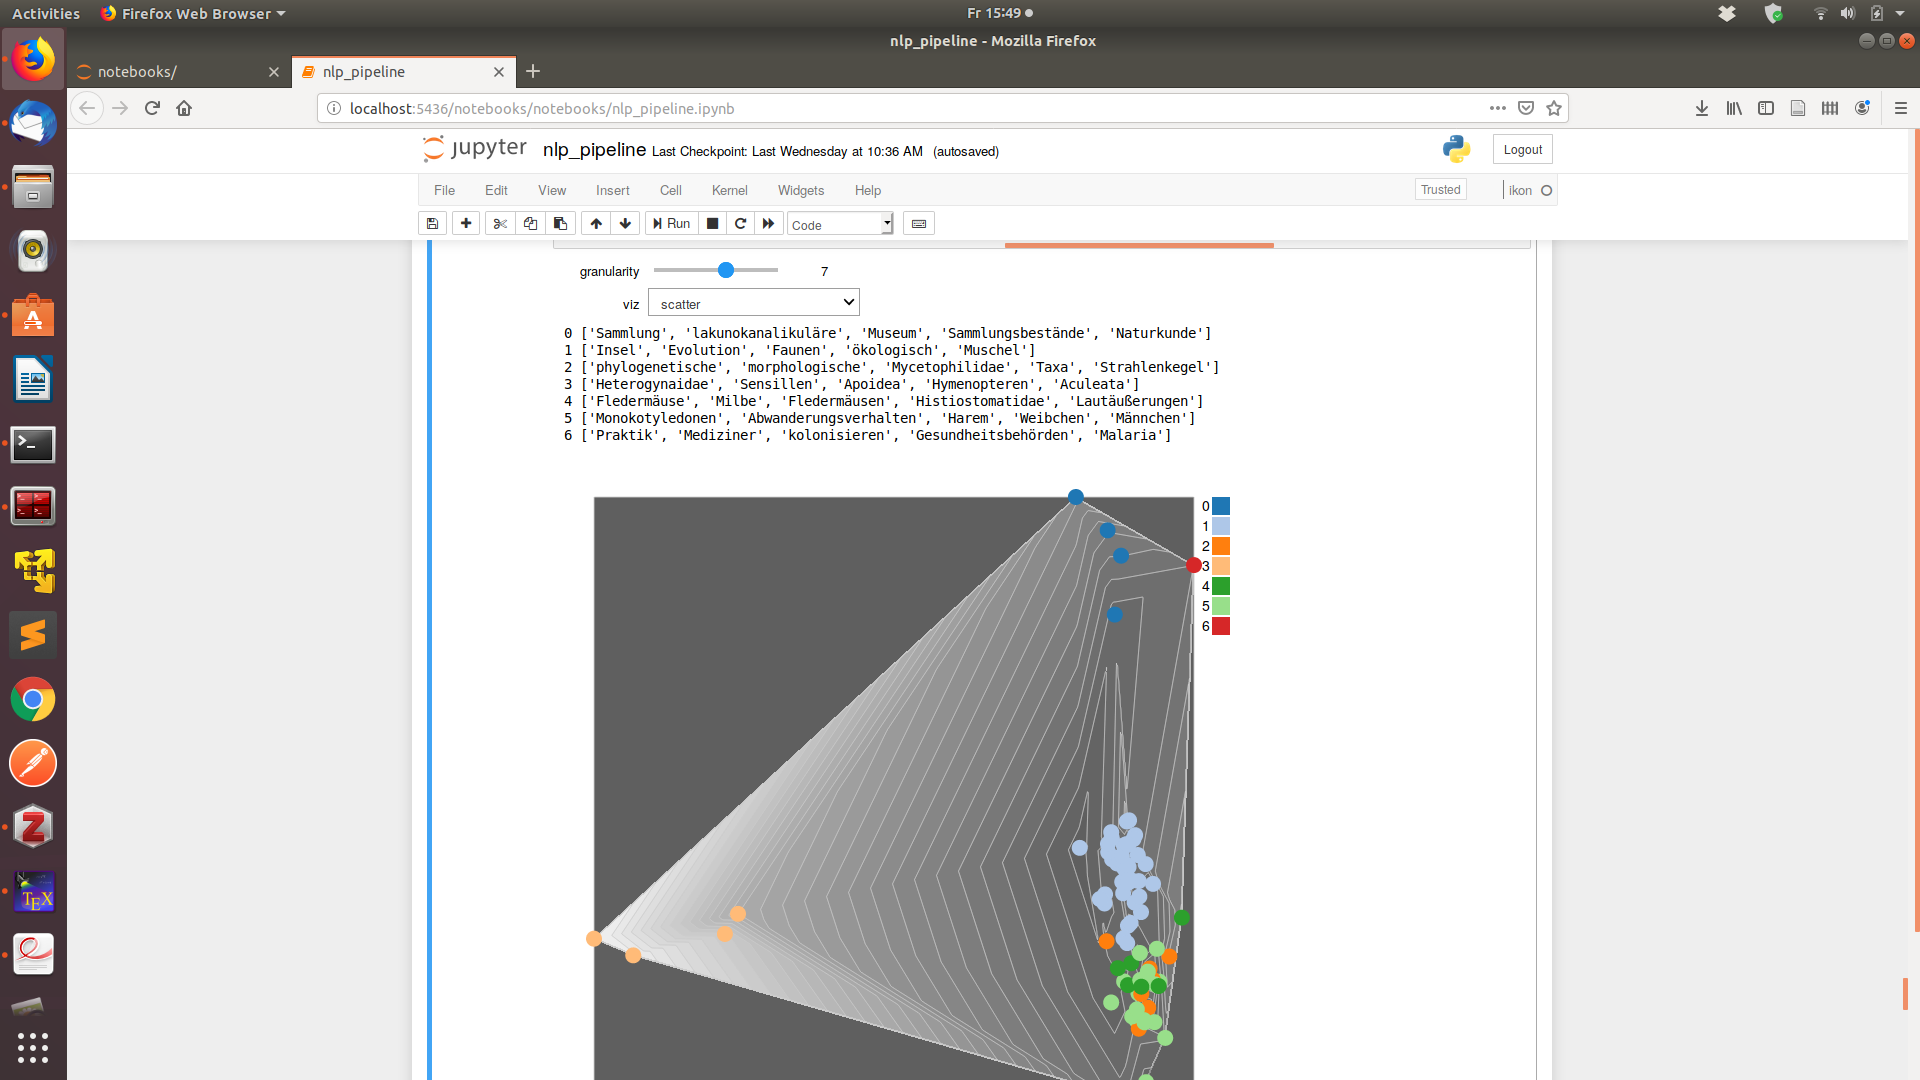 Activities Firefox Web Browser Fr 15:49
nlp_pipeline - Mozilla Firefox
notebooks/ nlp_pipeline
localhost:5436/notebooks/notebooks/nlp_pipeline.ipynb
jupyter nlp_pipeline Last Checkpoint: Last Wednesday at 10:36 AM (autosaved) Logout
File Edit View Insert Cell Kernel Widgets Help Trusted ikon
Run Code
granularity 7
viz scatter
0 ['Sammlung', 'lakunokanalikuläre', 'Museum', 'Sammlungsbestände', 'Naturkunde']
1 ['Insel', 'Evolution', 'Faunen', 'ökologisch', 'Muschel']
2 ['phylogenetische', 'morphologische', 'Mycetophilidae', 'Taxa', 'Strahlenkegel']
3 ['Heterogynaidae', 'Sensillen', 'Apoidea', 'Hymenopteren', 'Aculeata']
4 ['Fledermäuse', 'Milbe', 'Fledermäusen', 'Histiostomatidae', 'Lautäußerungen']
5 ['Monokotyledonen', 'Abwanderungsverhalten', 'Harem', 'Weibchen', 'Männchen']
6 ['Praktik', 'Mediziner', 'kolonisieren', 'Gesundheitsbehörden', 'Malaria']
0
1
2
3
4
5
6
TEX